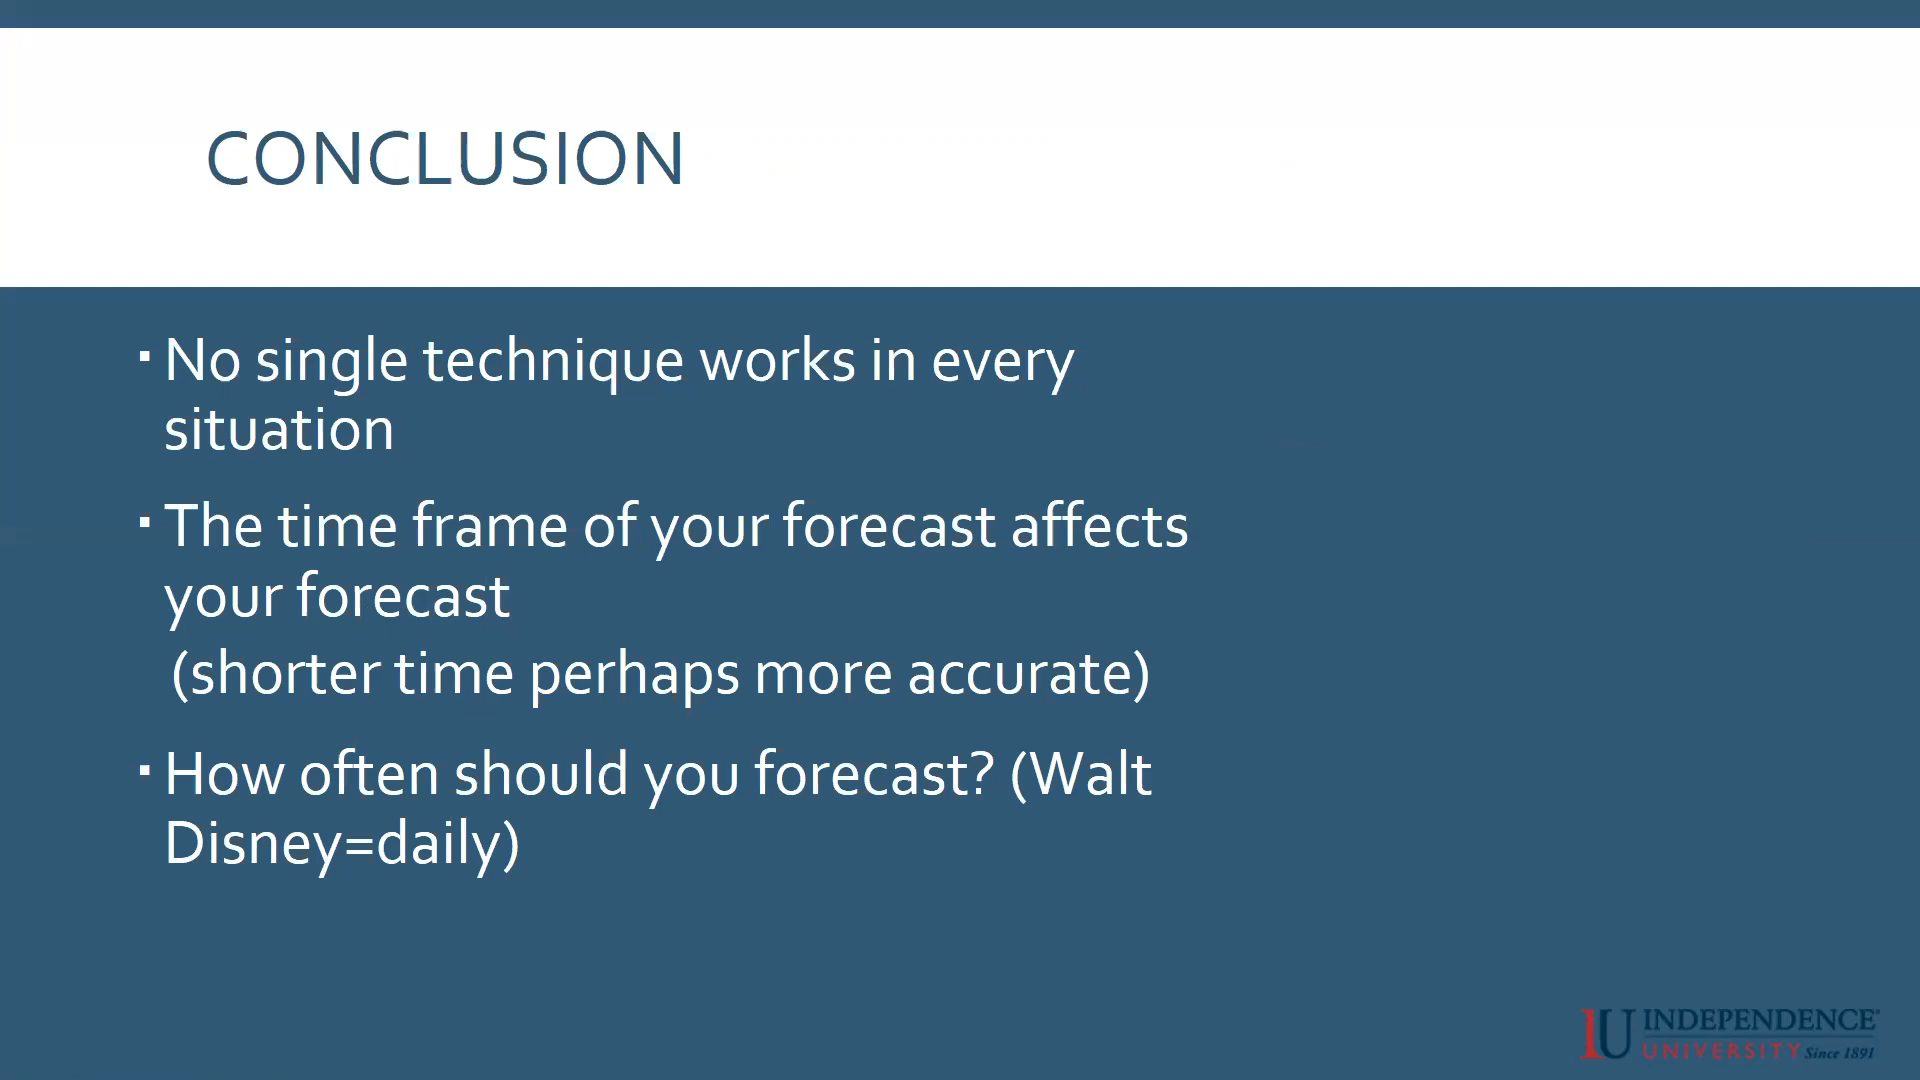 CONCLUSION
▪ No single technique works in every
situation
▪ The time frame of your forecast affects
your forecast
(shorter time perhaps more accurate)
▪ How often should you forecast? (Walt
Disney=daily)
IU INDEPENDENCE®
UNIVERSITY Since 1891